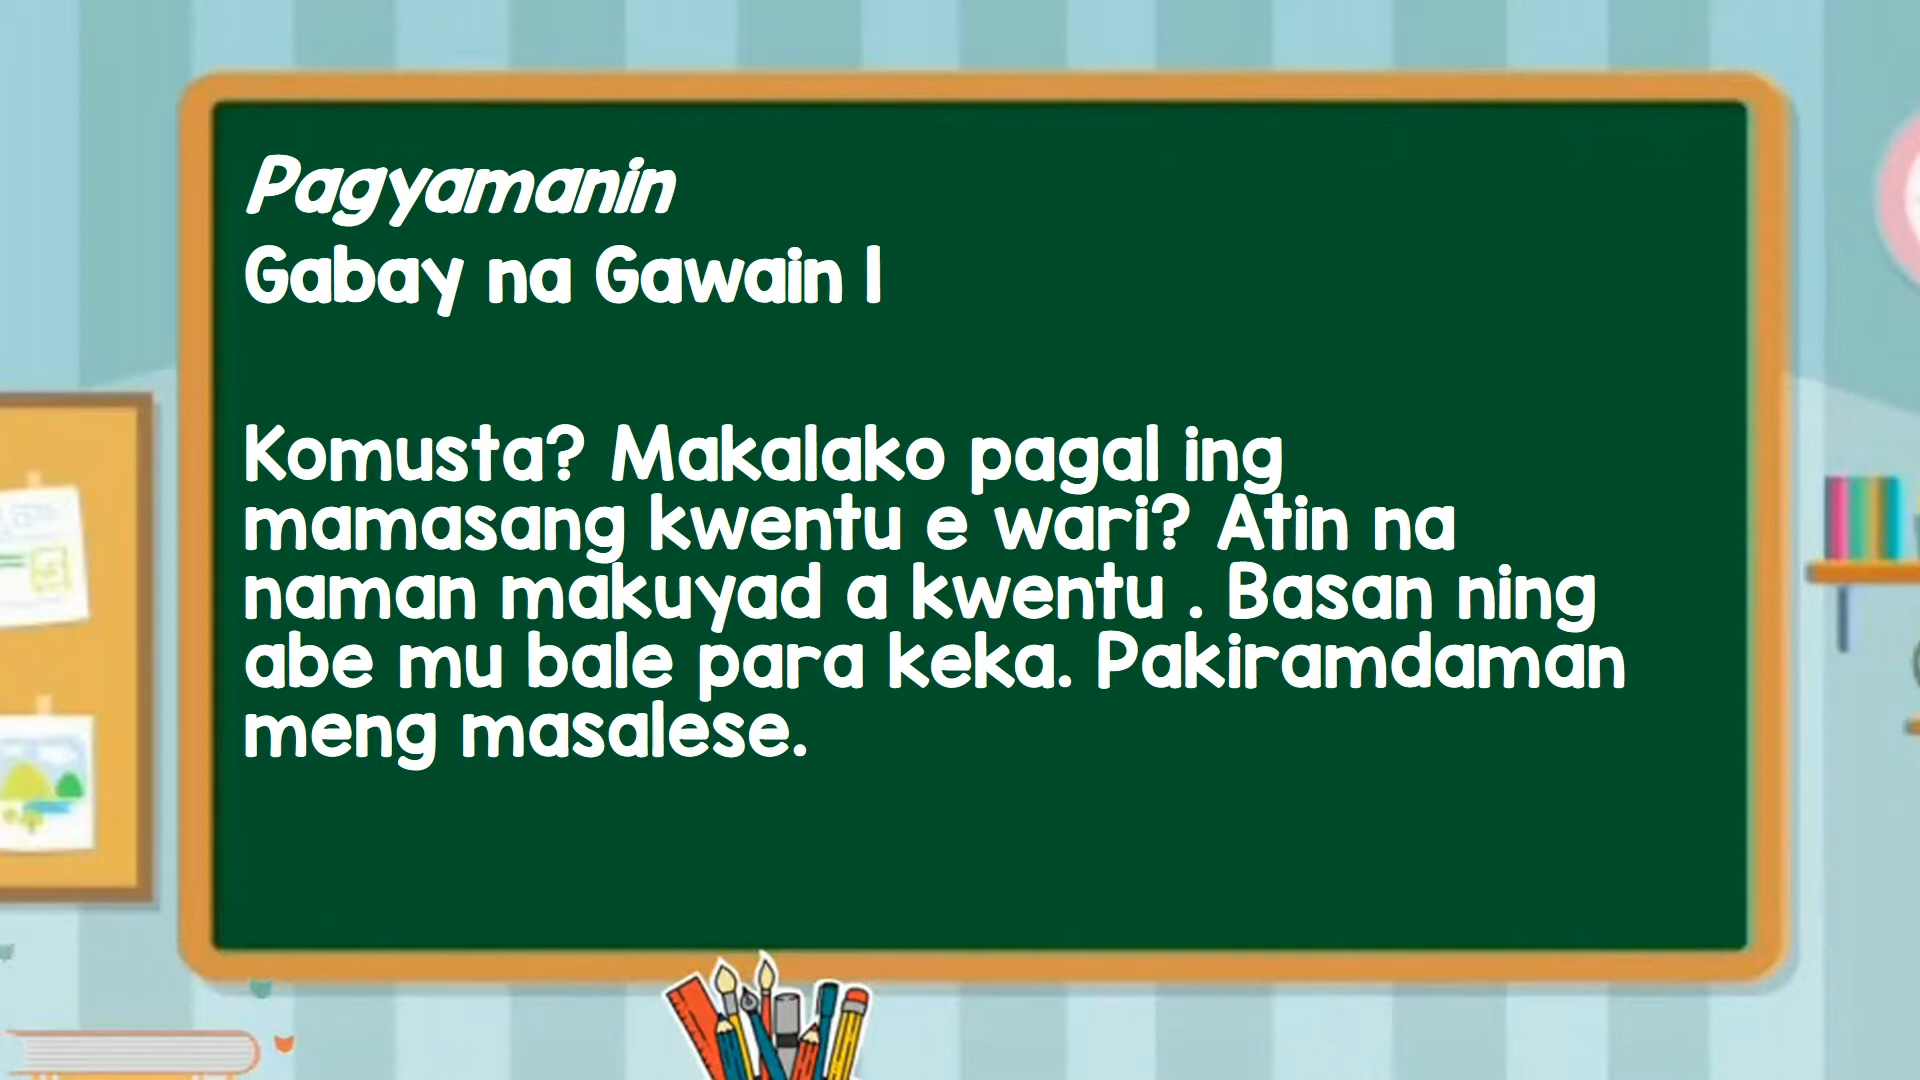 Pagyamanin
Gabay na Gawain 1
Komusta? Makalako pagal ing
mamasang kwentu e wari? Atin na
naman makuyad a kwentu . Basan ning
abe mu bale para keka. Pakiramdaman
meng masalese.